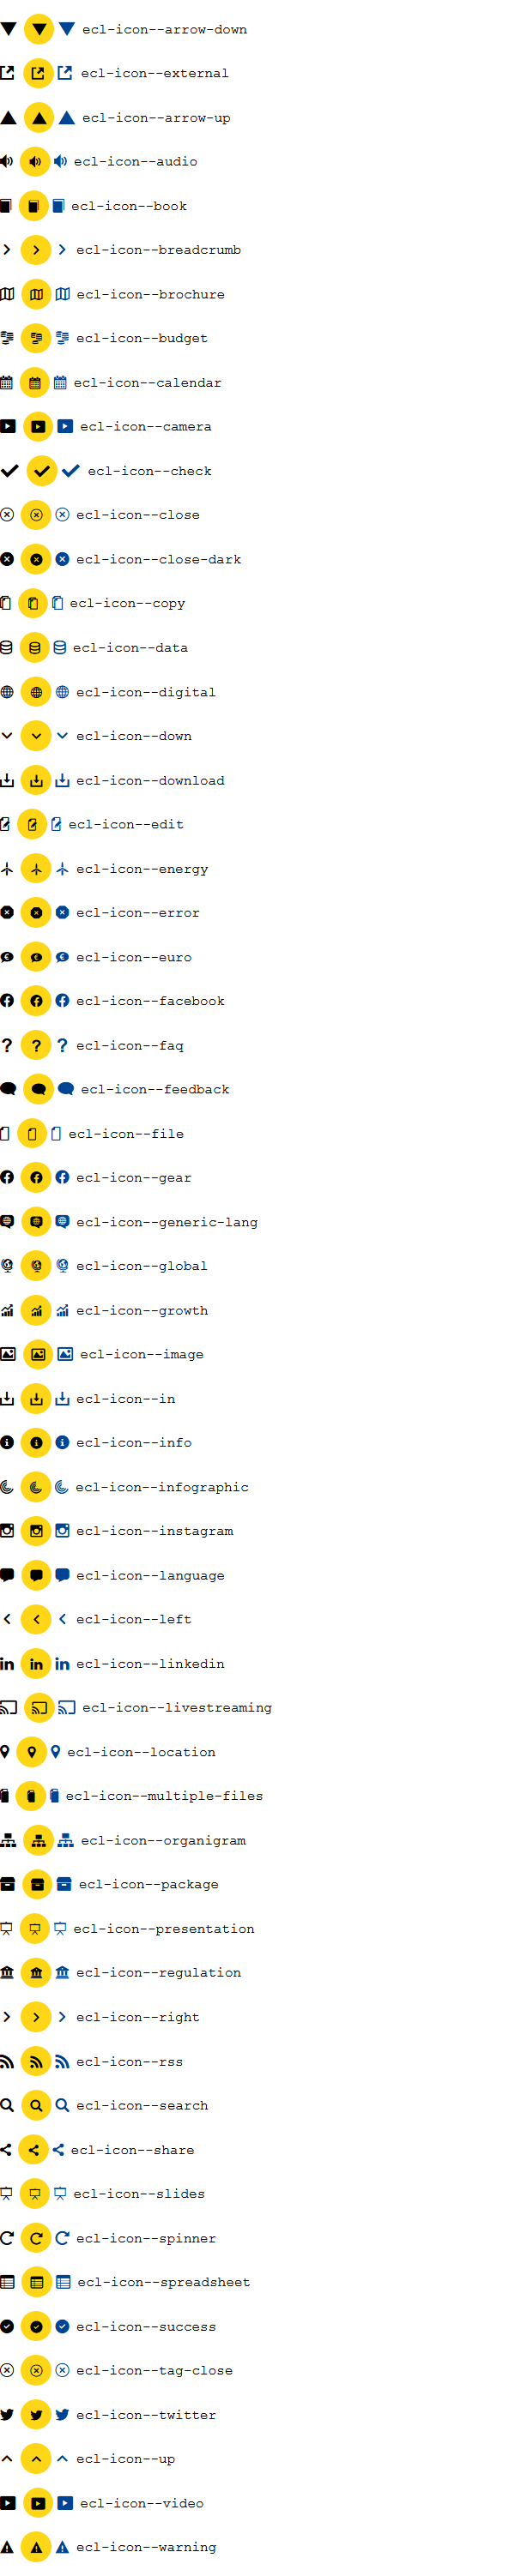 ecl-icon--arrow-down
ecl-icon--external
ecl-icon--arrow-up
ecl-icon--audio
ecl-icon--book
ecl-icon--breadcrumb
ecl-icon--brochure
ecl-icon--budget
ecl-icon--calendar
ecl-icon--camera
ecl-icon--check
ecl-icon--close
ecl-icon--close-dark
ecl-icon--copy
ecl-icon--data
ecl-icon--digital
ecl-icon--down
ecl-icon--download
ecl-icon--edit
ecl-icon--energy
ecl-icon--error
ecl-icon--euro
ecl-icon--facebook
ecl-icon--faq
ecl-icon--feedback
ecl-icon--file
ecl-icon--gear
ecl-icon--generic-lang
ecl-icon--global
ecl-icon--growth
ecl-icon--image
ecl-icon--in
ecl-icon--info
ecl-icon--infographic
ecl-icon--instagram
ecl-icon--language
ecl-icon--left
ecl-icon--linkedin
ecl-icon--livestreaming
ecl-icon--location
ecl-icon--multiple-files
ecl-icon--organigram
ecl-icon--package
ecl-icon--presentation
ecl-icon--regulation
ecl-icon--right
ecl-icon--rss
ecl-icon--search
ecl-icon--share
ecl-icon--slides
ecl-icon--spinner
ecl-icon--spreadsheet
ecl-icon--success
ecl-icon--tag-close
ecl-icon--twitter
ecl-icon--up
ecl-icon--video
ecl-icon--warning